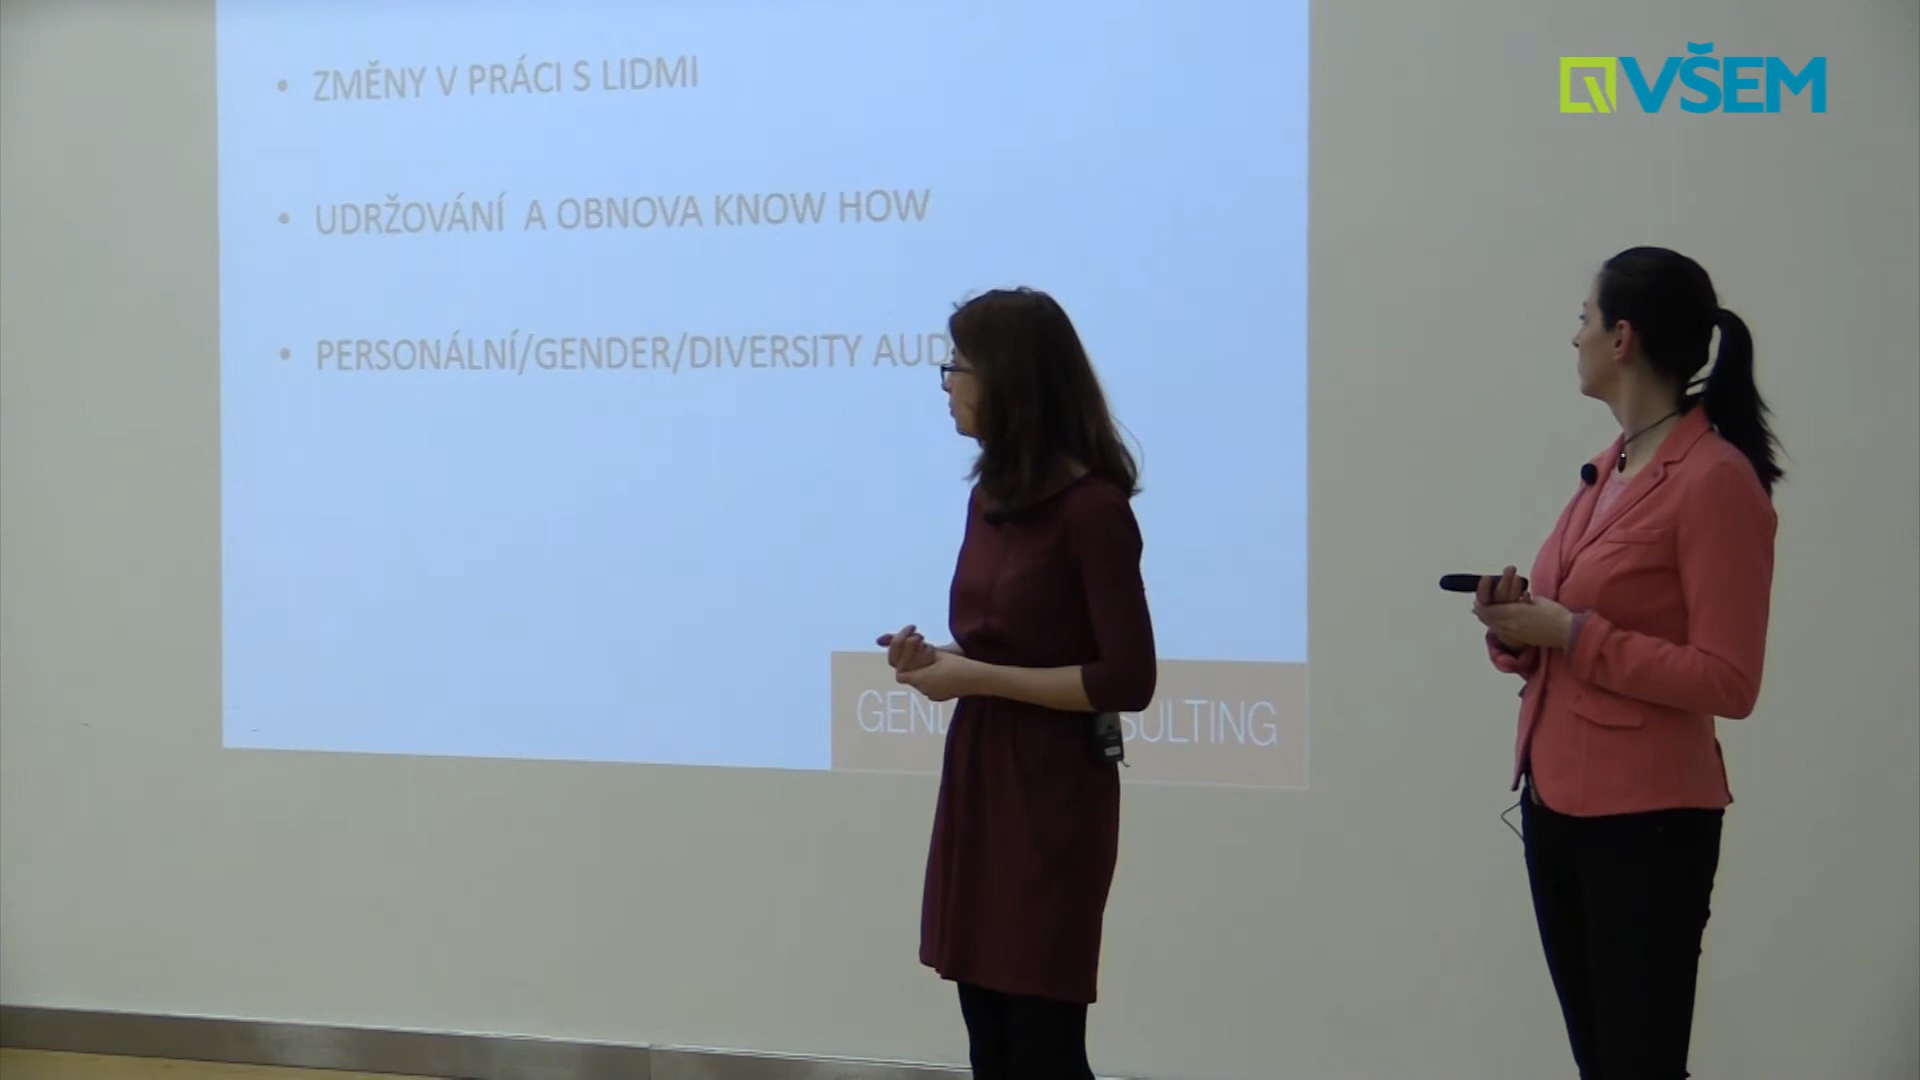 • ZMĚNY V PRÁCI S LIDMI
VŠEM
• UDRŽOVÁNÍ A OBNOVA KNOW HOW
• PERSONÁLNÍ/GENDER/DIVERSITY